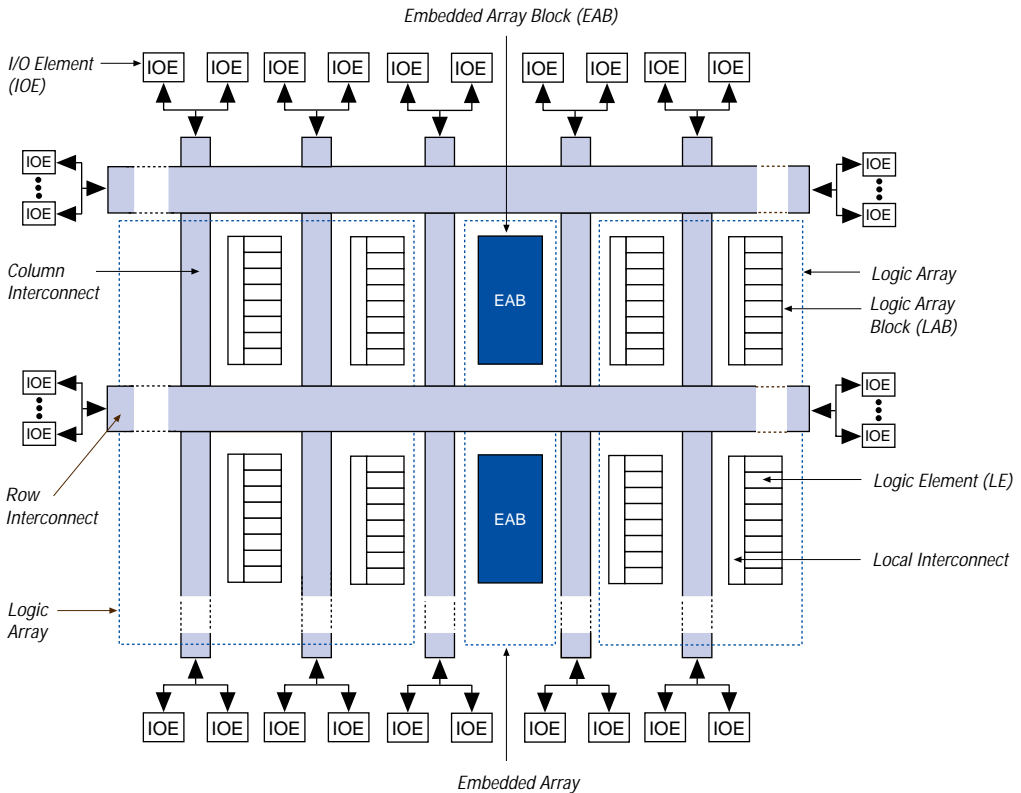 Embedded Array Block (EAB)
I/O Element
(IOE)
IOE IOE IOE IOE IOE IOE IOE IOE IOE IOE
IOE IOE
IOE IOE
Column
Interconnect
EAB
Logic Array
Logic Array
Block (LAB)
IOE IOE
IOE IOE
Row
Interconnect
EAB
Logic Element (LE)
Local Interconnect
Logic
Array
IOE IOE IOE IOE IOE IOE IOE IOE IOE IOE
Embedded Array